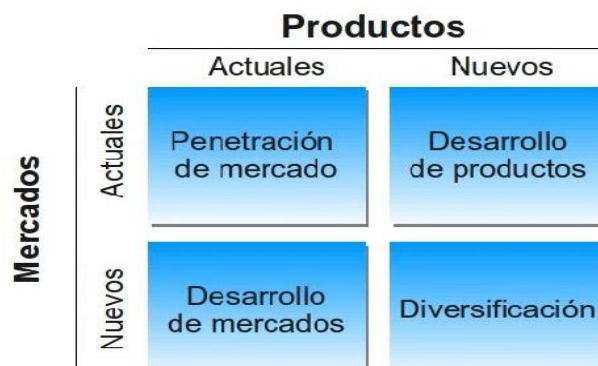 Productos
Actuales Nuevos
Mercados
Actuales
Penetración
de mercado
Desarrollo
de productos
Nuevos
Desarrollo
de mercados
Diversificación